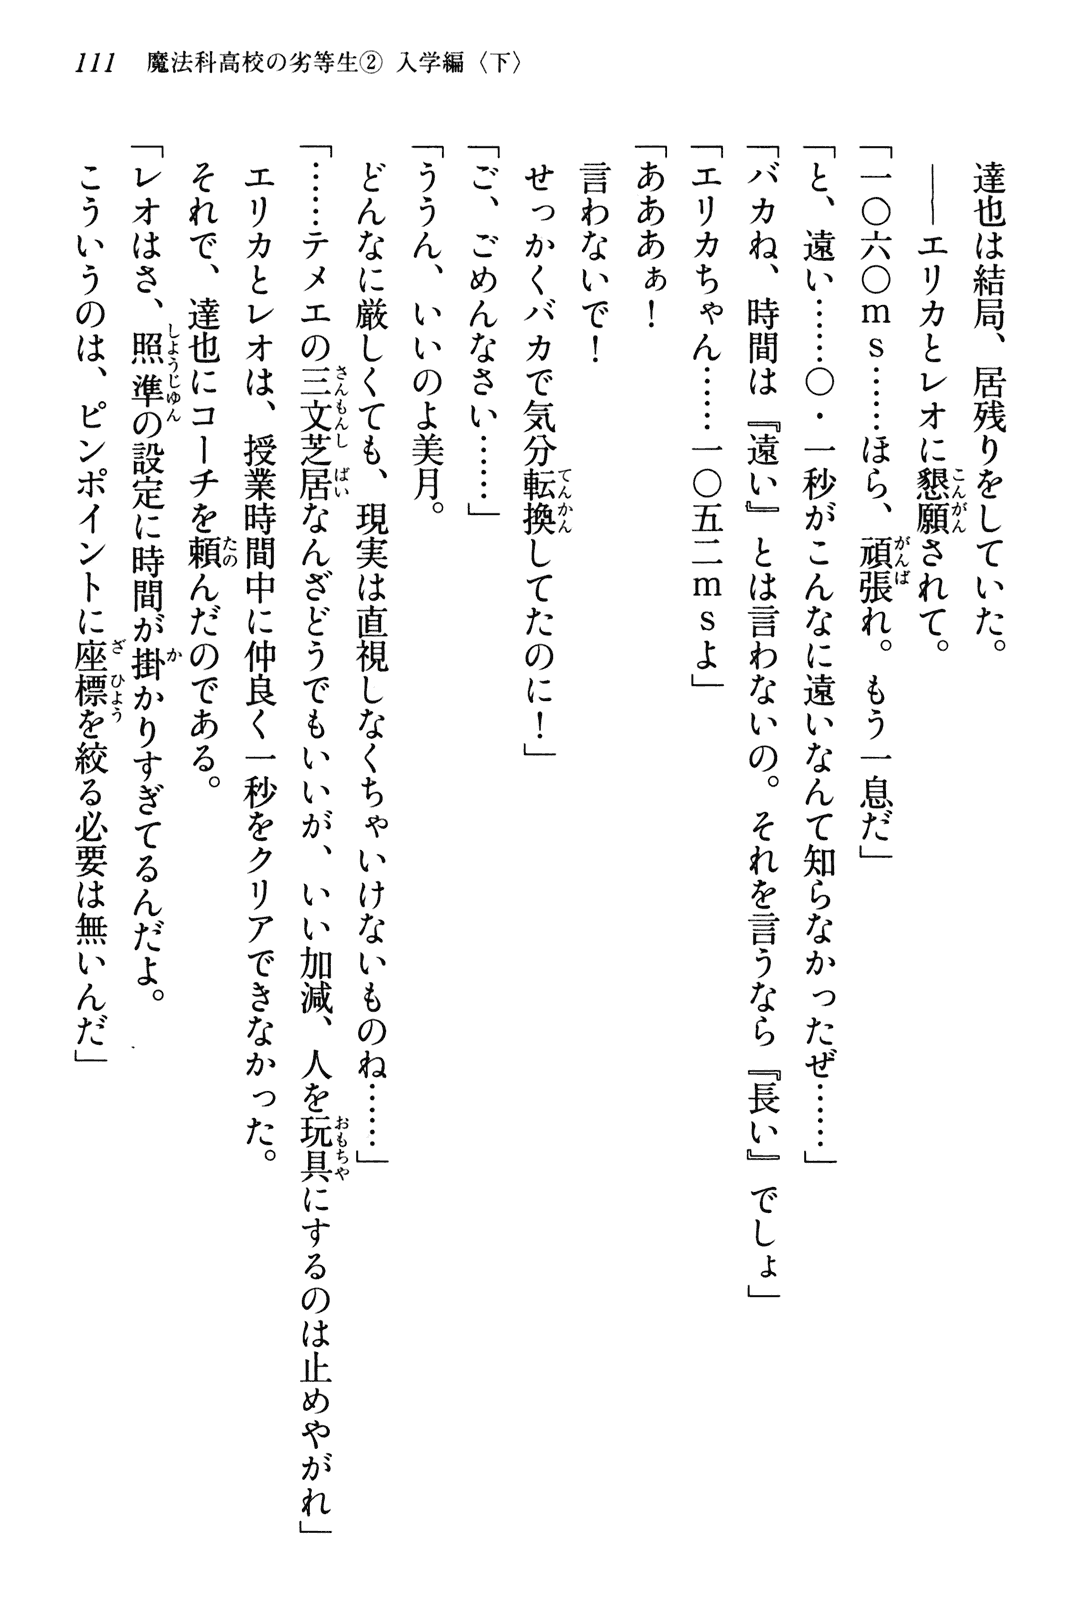 111 魔法科高校の劣等生② 入学編〈下〉
達也は結局、居残りをしていた。
――エリカとレオに懇願されて。
「一〇六〇ms……ほら、頑張れ。もう一息だ」
「と、遠い……〇・一秒がこんなに遠いなんて知らなかったぜ……」
「バカね、時間は『遠い』とは言わないの。それを言うなら『長い』でしょ」
「エリカちゃん……一〇五二msよ」
「あああぁ！
言わないで！
せっかくバカで気分転換してたのに！」
「ご、ごめんなさい……」
「ううん、いいのよ美月。
どんなに厳しくても、現実は直視しなくちゃいけないものね……」
「……テメエの三文芝居なんざどうでもいいが、いい加減、人を玩具にするのは止めやがれ」
エリカとレオは、授業時間中に仲良く一秒をクリアできなかった。
それで、達也にコーチを頼んだのである。
「レオはさ、照準の設定に時間が掛かりすぎてるんだよ。
こういうのは、ピンポイントに座標を絞る必要は無いんだ」